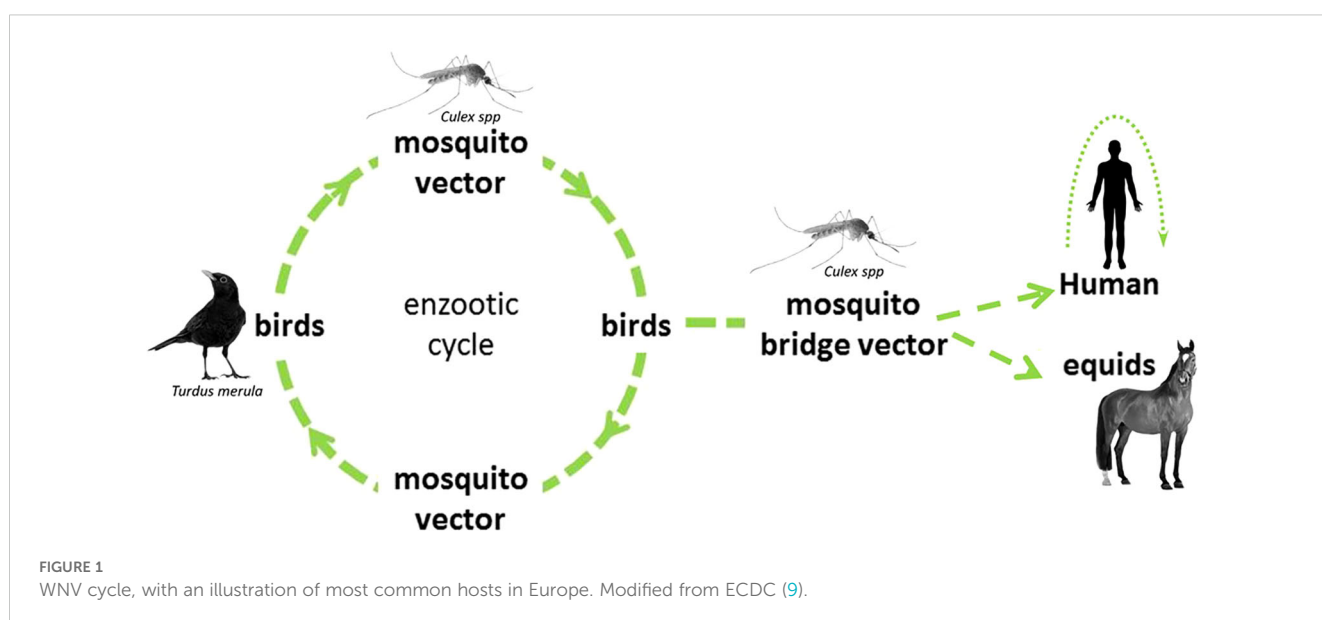 Culex spp
mosquito
vector
birds
Turdus merula
enzootic
cycle
birds
mosquito
vector
Culex spp
mosquito
bridge vector
Human
equids
FIGURE 1
WNV cycle, with an illustration of most common hosts in Europe. Modified from ECDC (9).